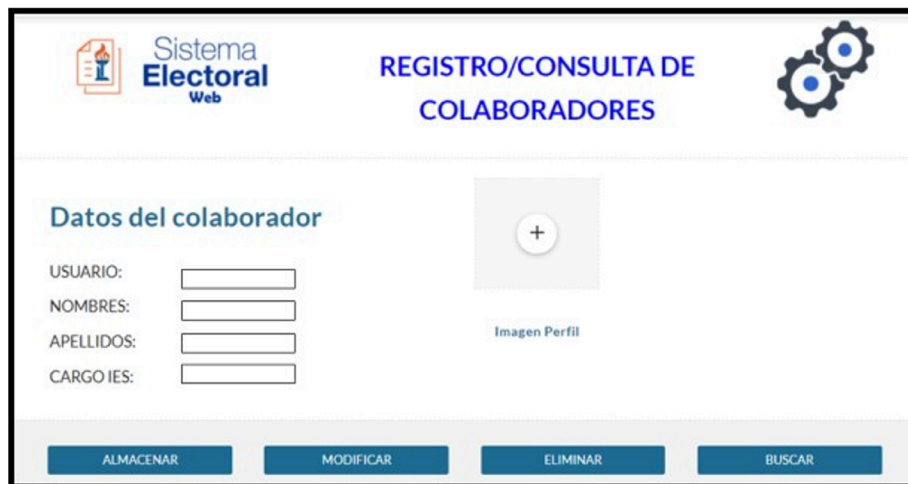 Sistema
Electoral
Web
REGISTRO/CONSULTA DE
COLABORADORES
Datos del colaborador
USUARIO:
NOMBRES:
APELLIDOS:
CARGO IES:
Imagen Perfil
ALMACENAR MODIFICAR ELIMINAR BUSCAR